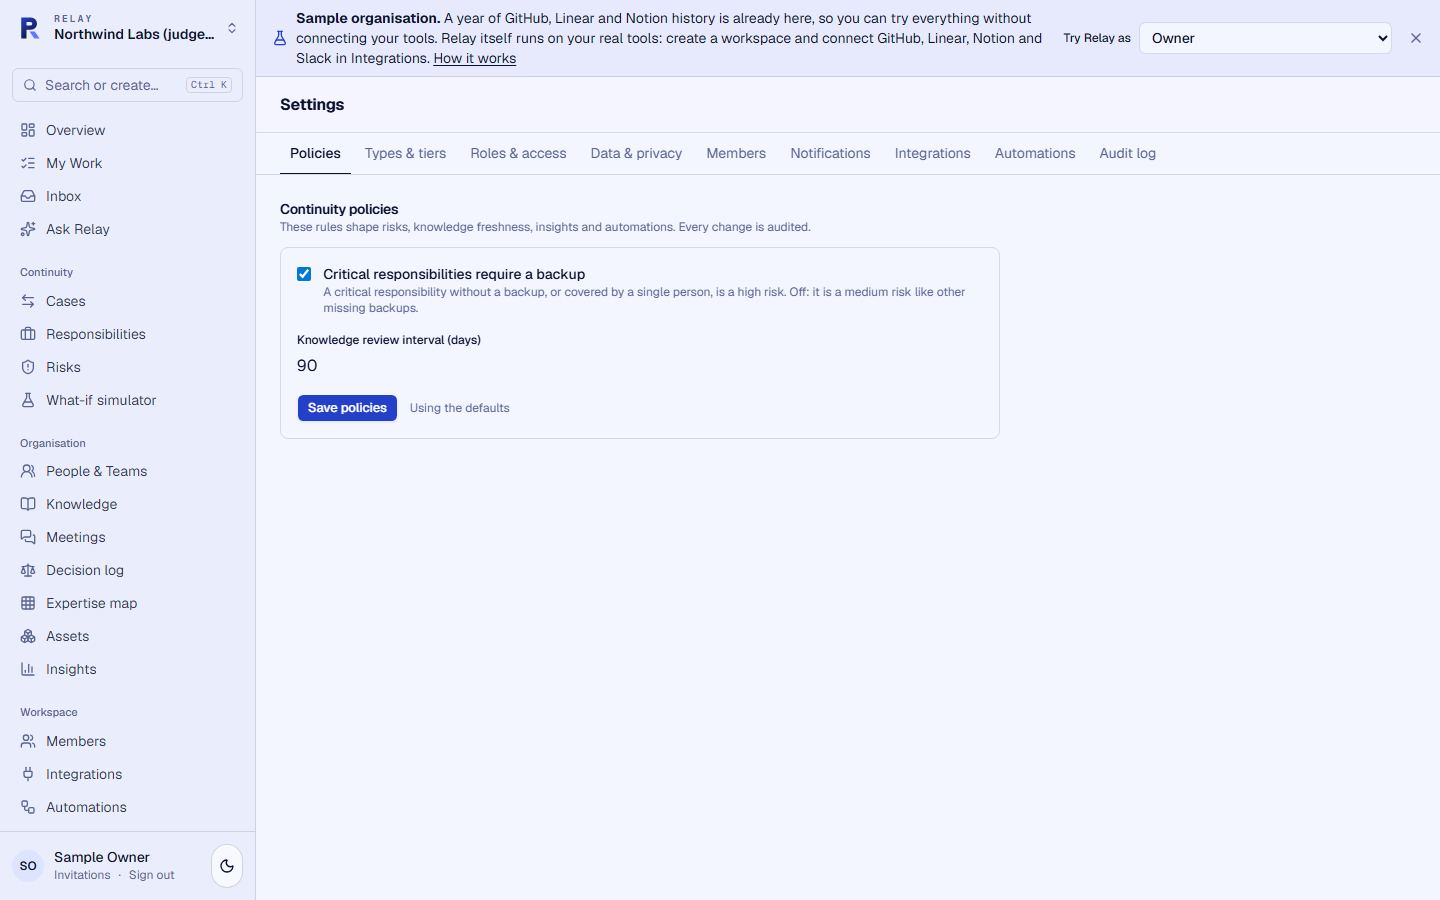 RELAY
Northwind Labs (judge...
Search or create...
Ctrl K
Overview
My Work
Inbox
Ask Relay
Continuity
Cases
Responsibilities
Risks
What-if simulator
Organisation
People & Teams
Knowledge
Meetings
Decision log
Expertise map
Assets
Insights
Workspace
Members
Integrations
Automations
SO
Sample Owner
Invitations · Sign out
Sample organisation. A year of GitHub, Linear and Notion history is already here, so you can try everything without
connecting your tools. Relay itself runs on your real tools: create a workspace and connect GitHub, Linear, Notion and
Slack in Integrations. How it works
Try Relay as
Owner
Settings
Policies
Types & tiers
Roles & access
Data & privacy
Members
Notifications
Integrations
Automations
Audit log
Continuity policies
These rules shape risks, knowledge freshness, insights and automations. Every change is audited.
Critical responsibilities require a backup
A critical responsibility without a backup, or covered by a single person, is a high risk. Off: it is a medium risk like other
missing backups.
Knowledge review interval (days)
90
Save policies
Using the defaults